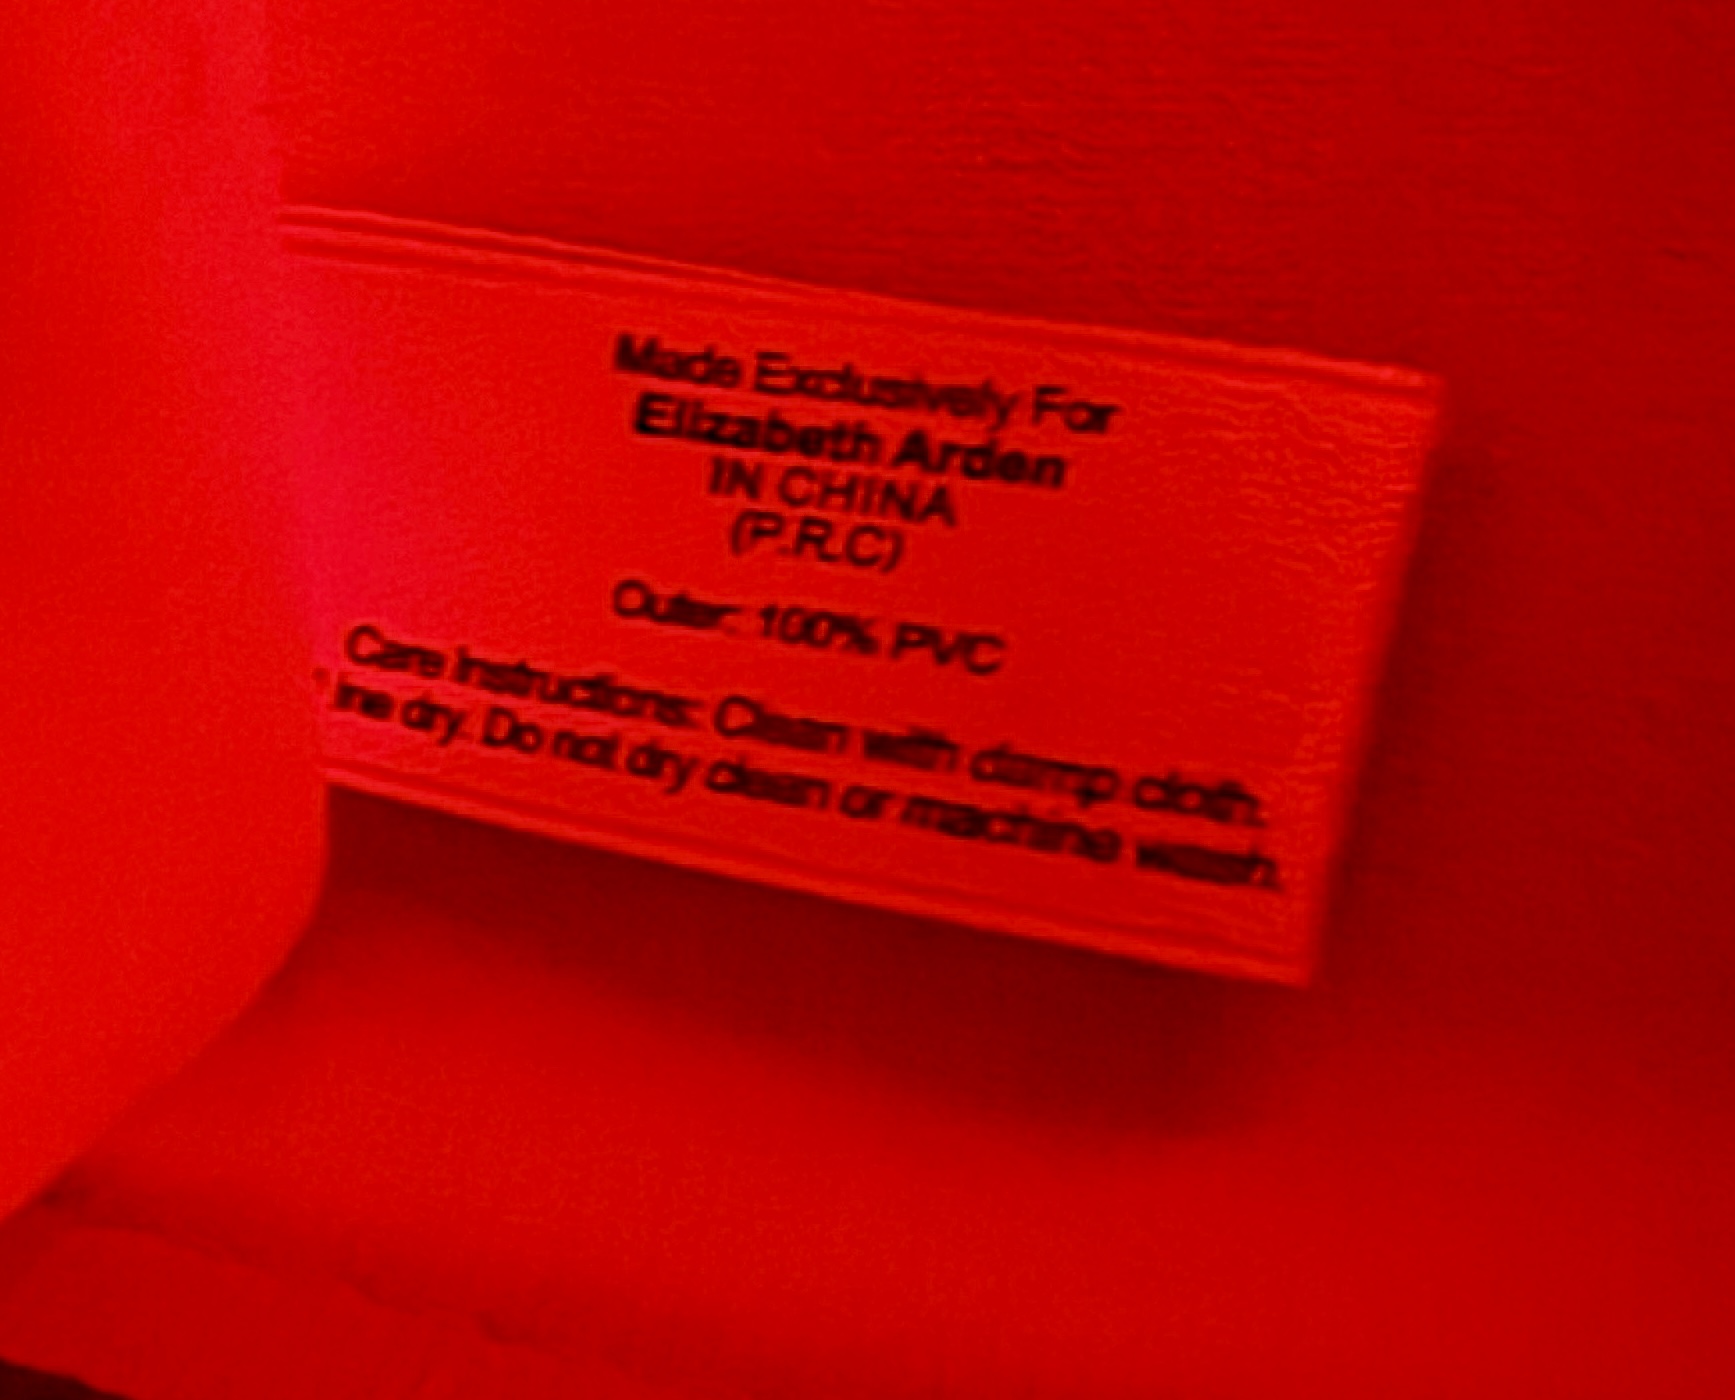 Made Exclusively For
Elizabeth Arden
IN CHINA
(P.R.C)
Outer: 100% PVC
Care Instructions: Clean with damp cloth.
ine dry. Do not dry clean or machine wash.